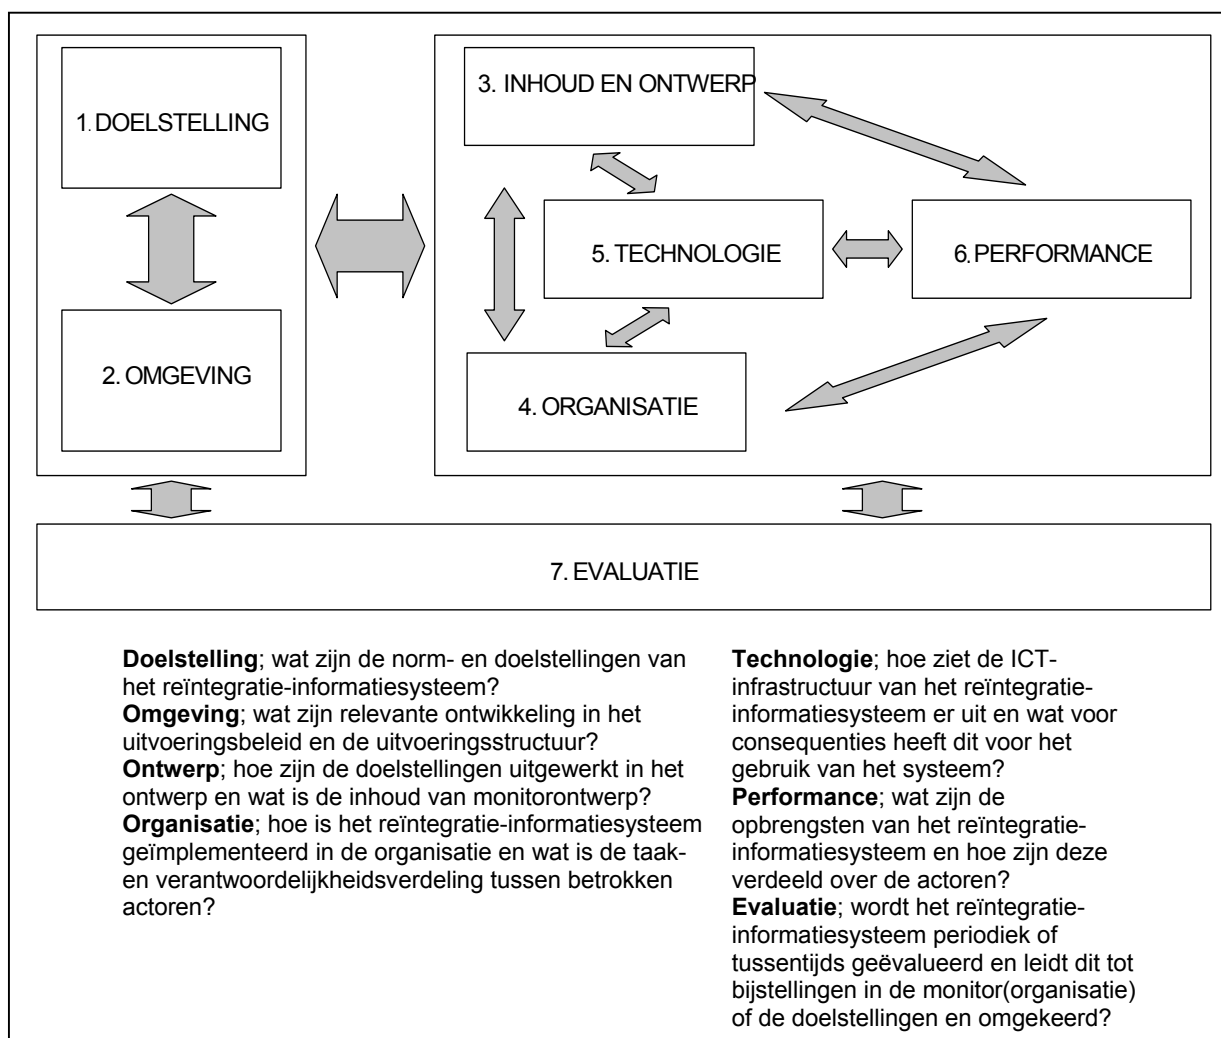 1. DOELSTELLING
2. OMGEVING
3. INHOUD EN ONTWERP
5. TECHNOLOGIE
6. PERFORMANCE
4. ORGANISATIE
7. EVALUATIE
Doelstelling; wat zijn de norm- en doelstellingen van
het reïntegratie-informatiesysteem?
Omgeving; wat zijn relevante ontwikkeling in het
uitvoeringsbeleid en de uitvoeringsstructuur?
Ontwerp; hoe zijn de doelstellingen uitgewerkt in het
ontwerp en wat is de inhoud van monitorontwerp?
Organisatie; hoe is het reïntegratie-informatiesysteem
geïmplementeerd in de organisatie en wat is de taak-
en verantwoordelijkheidsverdeling tussen betrokken
actoren?
Technologie; hoe ziet de ICT-
infrastructuur van het reïntegratie-
informatiesysteem er uit en wat voor
consequenties heeft dit voor het
gebruik van het systeem?
Performance; wat zijn de
opbrengsten van het reïntegratie-
informatiesysteem en hoe zijn deze
verdeeld over de actoren?
Evaluatie; wordt het reïntegratie-
informatiesysteem periodiek of
tussentijds geëvalueerd en leidt dit tot
bijstellingen in de monitor(organisatie)
of de doelstellingen en omgekeerd?